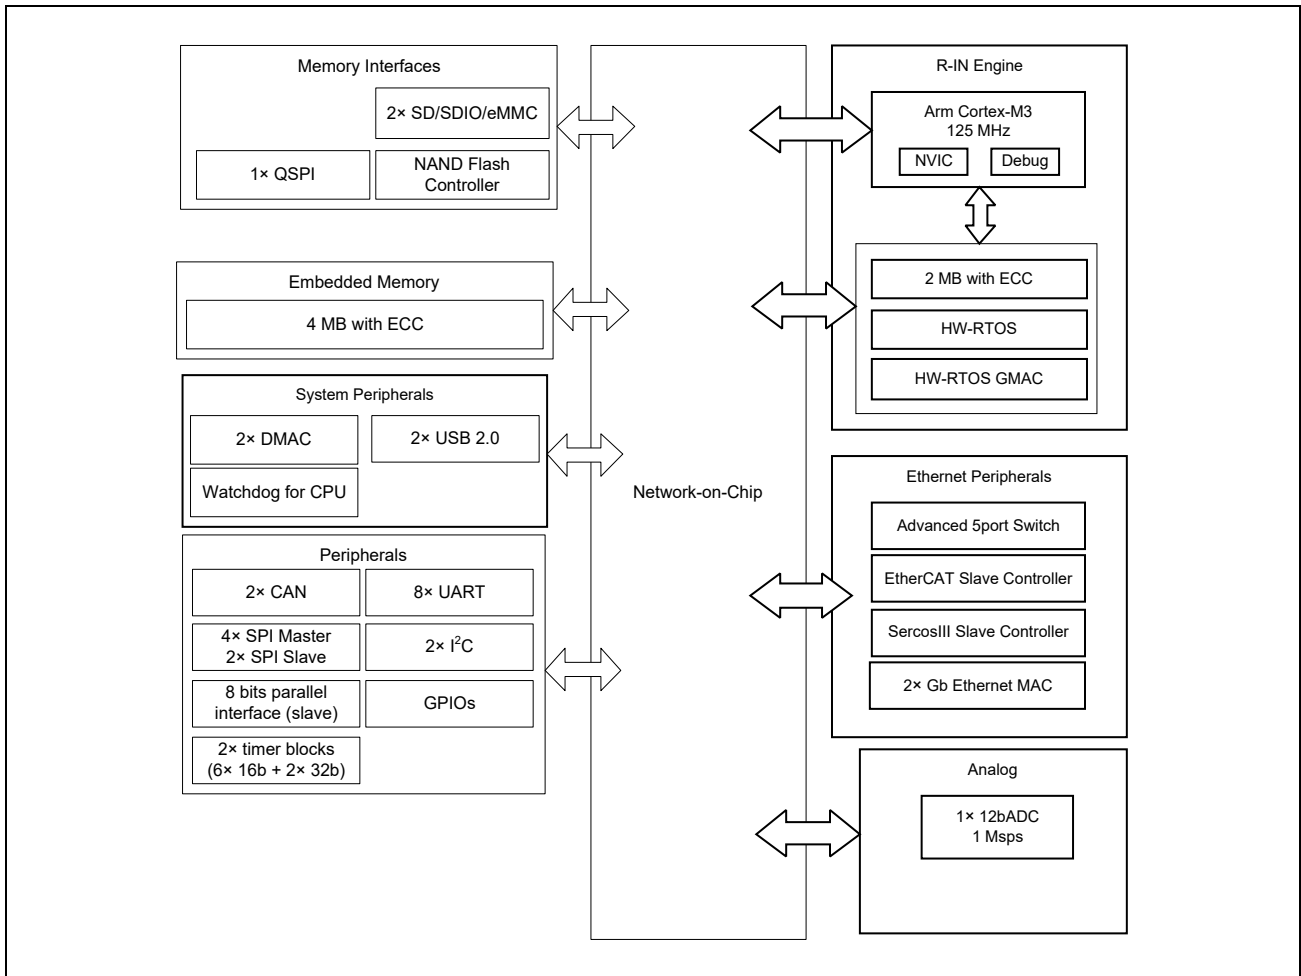 Memory Interfaces
2× SD/SDIO/eMMC
1× QSPI
NAND Flash
Controller
Embedded Memory
4 MB with ECC
System Peripherals
2× DMAC
2× USB 2.0
Watchdog for CPU
Peripherals
2× CAN
8× UART
4× SPI Master
2× SPI Slave
2× I²C
8 bits parallel
interface (slave)
GPIOs
2× timer blocks
(6× 16b + 2× 32b)
Network-on-Chip
R-IN Engine
Arm Cortex-M3
125 MHz
NVIC
Debug
2 MB with ECC
HW-RTOS
HW-RTOS GMAC
Ethernet Peripherals
Advanced 5port Switch
EtherCAT Slave Controller
SercosIII Slave Controller
2× Gb Ethernet MAC
Analog
1× 12bADC
1 Msps